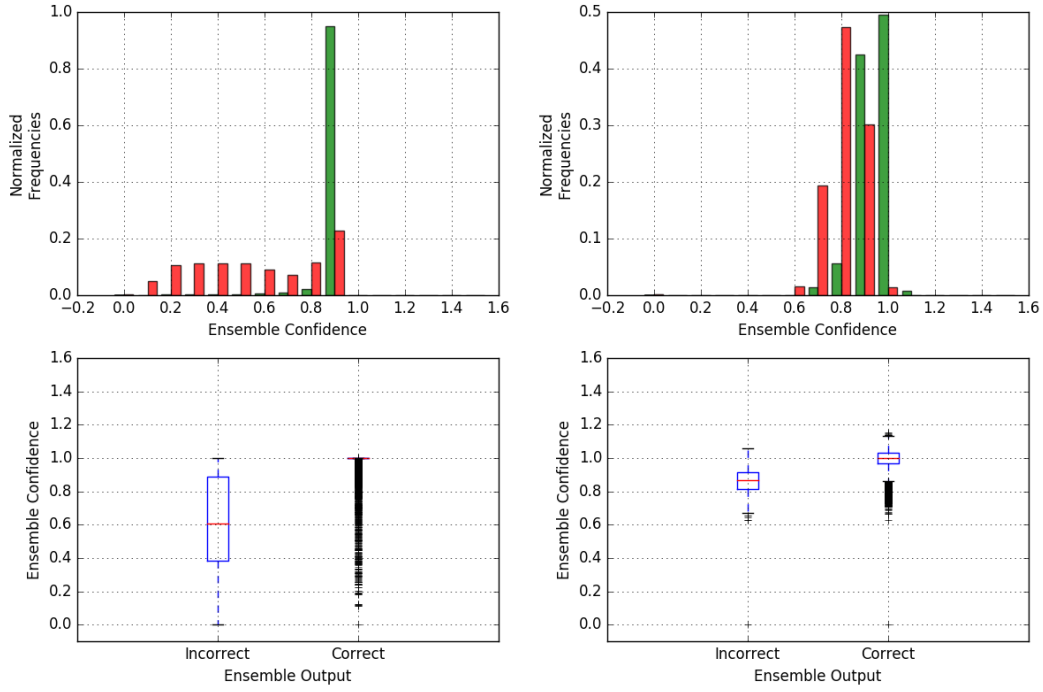 1.0
0.8
0.6
0.4
0.2
0.0
Normalized
Frequencies
−0.2 0.0 0.2 0.4 0.6 0.8 1.0 1.2 1.4 1.6
Ensemble Confidence
0.5
0.4
0.3
0.2
0.1
0.0
Normalized
Frequencies
−0.2 0.0 0.2 0.4 0.6 0.8 1.0 1.2 1.4 1.6
Ensemble Confidence
1.6
1.4
1.2
1.0
0.8
0.6
0.4
0.2
0.0
Ensemble Confidence
Incorrect Correct
Ensemble Output
1.6
1.4
1.2
1.0
0.8
0.6
0.4
0.2
0.0
Ensemble Confidence
Incorrect Correct
Ensemble Output